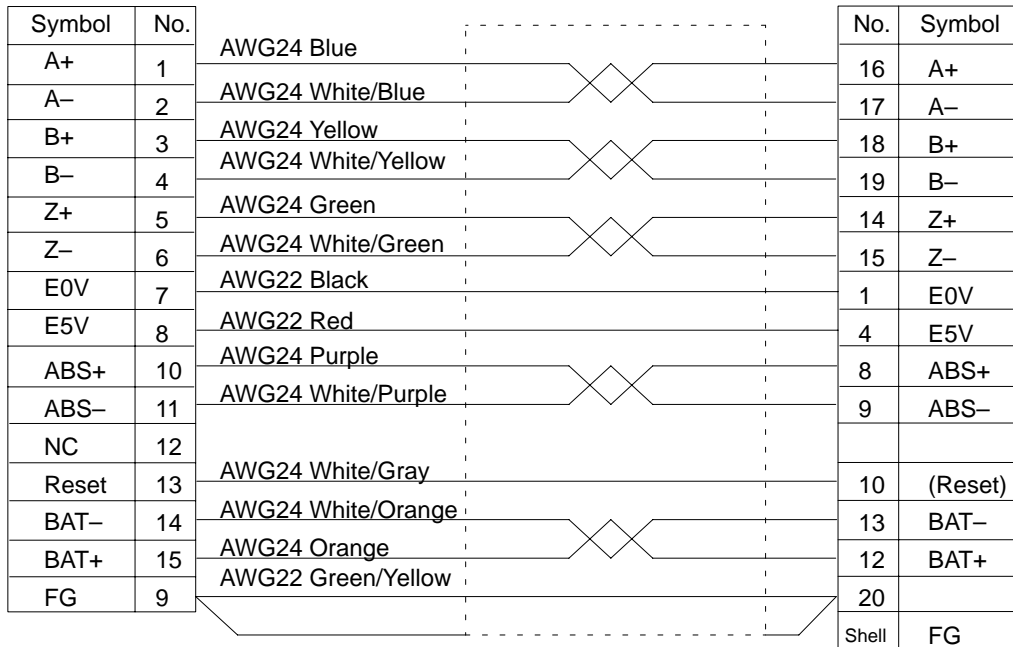 Symbol No. No. Symbol
A+ 1 AWG24 Blue 16 A+
A– 2 AWG24 White/Blue 17 A–
B+ 3 AWG24 Yellow 18 B+
B– 4 AWG24 White/Yellow 19 B–
Z+ 5 AWG24 Green 14 Z+
Z– 6 AWG24 White/Green 15 Z–
E0V 7 AWG22 Black 1 E0V
E5V 8 AWG22 Red 4 E5V
ABS+ 10 AWG24 Purple 8 ABS+
ABS– 11 AWG24 White/Purple 9 ABS–
NC 12
Reset 13 AWG24 White/Gray 10 (Reset)
BAT– 14 AWG24 White/Orange 13 BAT–
BAT+ 15 AWG24 Orange 12 BAT+
FG 9 AWG22 Green/Yellow 20
Shell FG